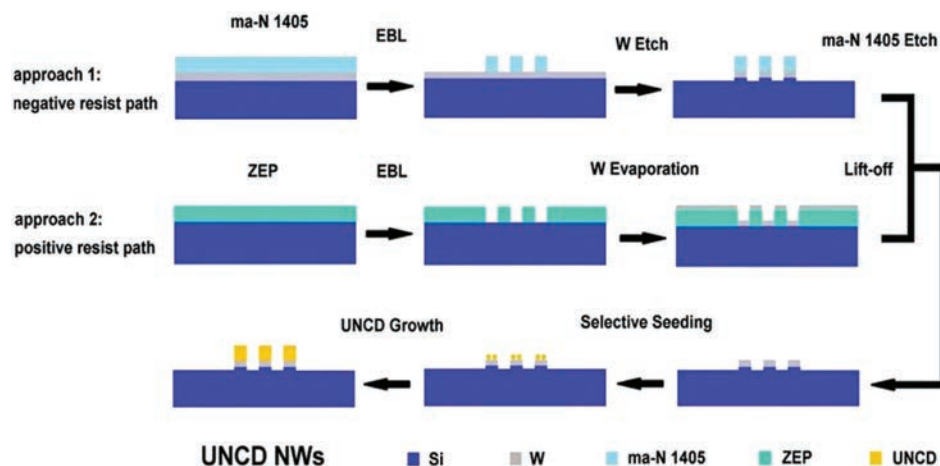 ma-N 1405
EBL
W Etch
ma-N 1405 Etch
approach 1:
negative resist path
ZEP
EBL
W Evaporation
Lift-off
approach 2:
positive resist path
UNCD Growth
Selective Seeding
UNCD NWs
Si
W
ma-N 1405
ZEP
UNCD